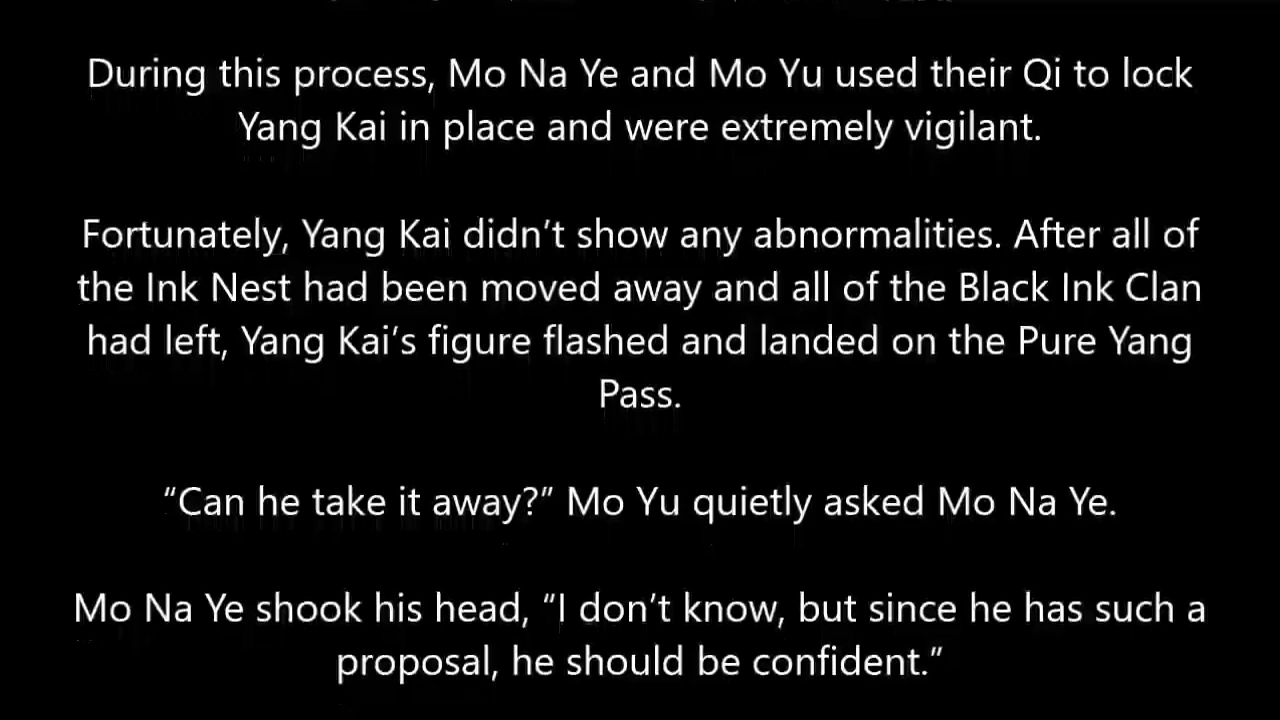 During this process, Mo Na Ye and Mo Yu used their Qi to lock
Yang Kai in place and were extremely vigilant.
Fortunately, Yang Kai didn’t show any abnormalities. After all of
the Ink Nest had been moved away and all of the Black Ink Clan
had left, Yang Kai’s figure flashed and landed on the Pure Yang
Pass.
“Can he take it away?” Mo Yu quietly asked Mo Na Ye.
Mo Na Ye shook his head, “I don’t know, but since he has such a
proposal, he should be confident.”